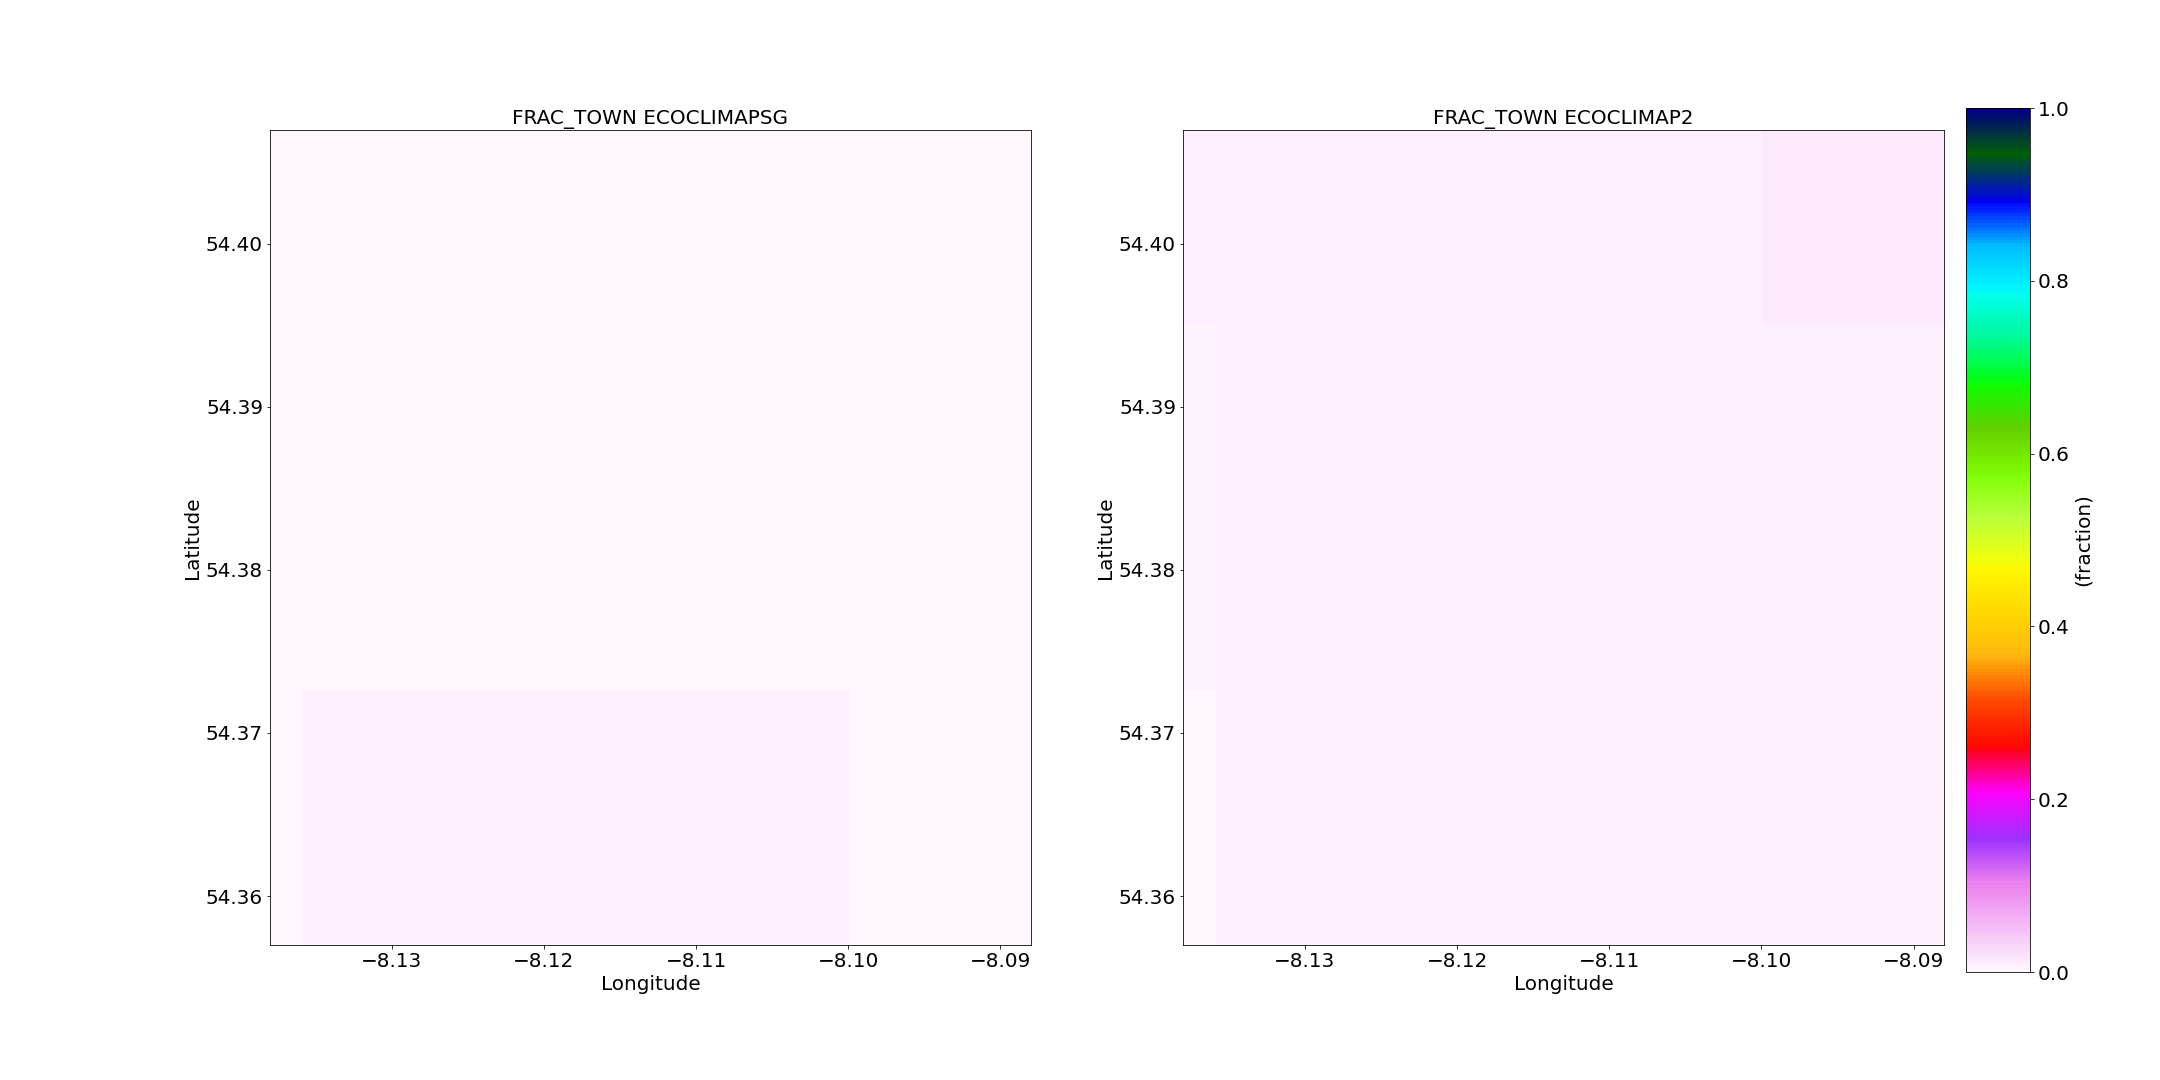 FRAC_TOWN ECOCLIMAPSG
Latitude
54.40
54.39
54.38
54.37
54.36
−8.13 −8.12 −8.11 −8.10 −8.09
Longitude
FRAC_TOWN ECOCLIMAP2
Latitude
54.40
54.39
54.38
54.37
54.36
−8.13 −8.12 −8.11 −8.10 −8.09
Longitude
1.0
0.8
0.6
0.4
0.2
0.0
(fraction)